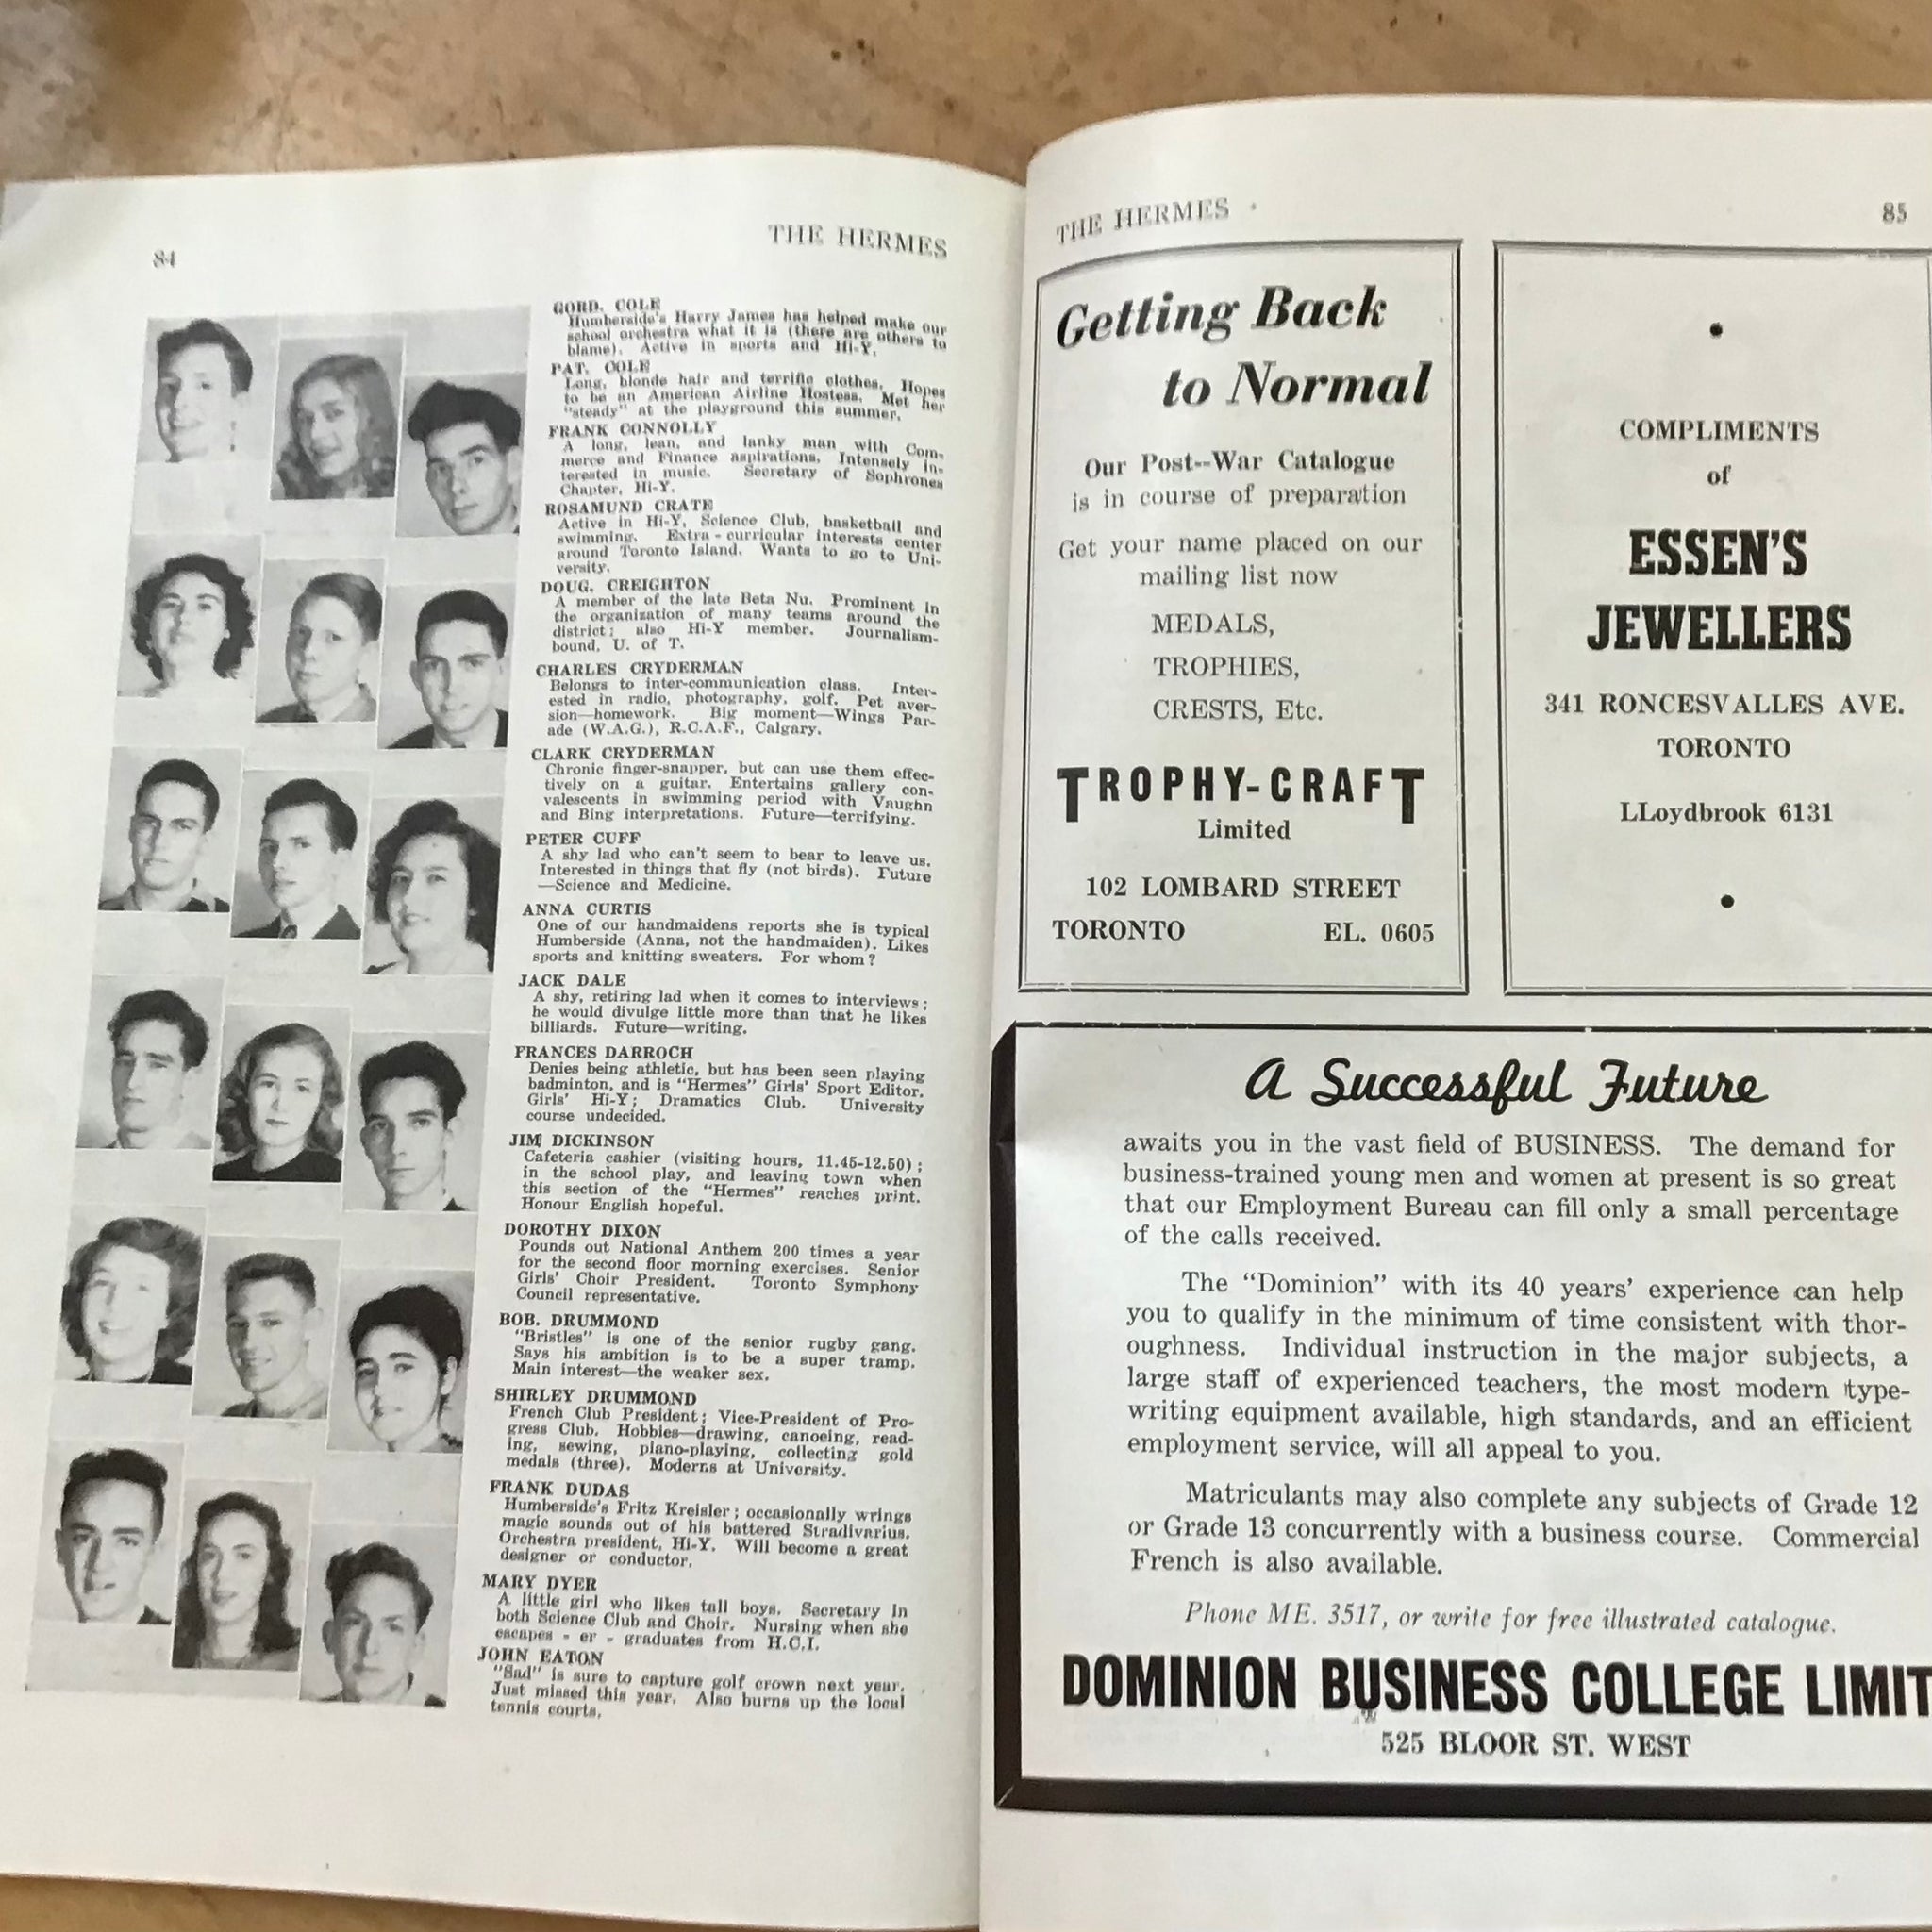 84
THE HERMES
GORD. COLE
Humberside's Harry James has helped make our
school orchestra what it is (there are others to
blame). Active in sports and Hi-Y.
PAT. COLE
Long, blonde hair and terrific clothes. Hopes
to be an American Airline Hostess. Met her
"steady" at the playground this summer.
FRANK CONNOLLY
A long, lean, and lanky man with Com-
merce and Finance aspirations. Intensely in-
terested in music. Secretary of Sophrones
Chapter, Hi-Y.
ROSAMUND CRATE
Active in Hi-Y, Science Club, basketball and
swimming. Extra-curricular interests center
around Toronto Island. Wants to go to Uni-
versity.
DOUG. CREIGHTON
A member of the late Beta Nu. Prominent in
the organization of many teams around the
district; also Hi-Y member. Journalism-
bound, U. of T.
CHARLES CRYDERMAN
Belongs to inter-communication class. Inter-
ested in radio, photography, golf. Pet aver-
sion—homework. Big moment—Wings Par-
ade (W.A.G.), R.C.A.F., Calgary.
CLARK CRYDERMAN
Chronic finger-snapper, but can use them effec-
tively on a guitar. Entertains gallery con-
valescents in swimming period with Vaughn
and Bing interpretations. Future—terrifying.
PETER CUFF
A shy lad who can't seem to bear to leave us.
Interested in things that fly (not birds). Future
—Science and Medicine.
ANNA CURTIS
One of our handmaidens reports she is typical
Humberside (Anna, not the handmaiden). Likes
sports and knitting sweaters. For whom?
JACK DALE
A shy, retiring lad when it comes to interviews;
he would divulge little more than that he likes
billiards. Future—writing.
FRANCES DARROCH
Denies being athletic, but has been seen playing
badminton, and is "Hermes" Girls' Sport Editor.
Girls' Hi-Y; Dramatics Club. University
course undecided.
JIM DICKINSON
Cafeteria cashier (visiting hours, 11.45-12.50);
in the school play, and leaving town when
this section of the "Hermes" reaches print.
Honour English hopeful.
DOROTHY DIXON
Pounds out National Anthem 200 times a year
for the second floor morning exercises. Senior
Girls' Choir President. Toronto Symphony
Council representative.
BOB. DRUMMOND
"Bristles" is one of the senior rugby gang.
Says his ambition is to be a super tramp.
Main interest—the weaker sex.
SHIRLEY DRUMMOND
French Club President; Vice-President of Pro-
gress Club. Hobbies—drawing, canoeing, read-
ing, sewing, piano-playing, collecting gold
medals (three). Moderns at University.
FRANK DUDAS
Humberside's Fritz Kreisler; occasionally wrings
magic sounds out of his battered Stradivarius.
Orchestra president, Hi-Y. Will become a great
designer or conductor.
MARY DYER
A little girl who likes tall boys. Secretary in
both Science Club and Choir. Nursing when she
escapes - er - graduates from H.C.I.
JOHN EATON
"Sad" is sure to capture golf crown next year.
Just missed this year. Also burns up the local
tennis courts.
THE HERMES
85
Getting Back
to Normal
Our Post--War Catalogue
is in course of preparation
Get your name placed on our
mailing list now
MEDALS,
TROPHIES,
CRESTS, Etc.
TROPHY-CRAFT
Limited
102 LOMBARD STREET
TORONTO EL. 0605
COMPLIMENTS
of
ESSEN'S
JEWELLERS
341 RONCESVALLES AVE.
TORONTO
LLoydbrook 6131
A Successful Future
awaits you in the vast field of BUSINESS. The demand for
business-trained young men and women at present is so great
that our Employment Bureau can fill only a small percentage
of the calls received.
The "Dominion" with its 40 years' experience can help
you to qualify in the minimum of time consistent with thor-
oughness. Individual instruction in the major subjects, a
large staff of experienced teachers, the most modern type-
writing equipment available, high standards, and an efficient
employment service, will all appeal to you.
Matriculants may also complete any subjects of Grade 12
or Grade 13 concurrently with a business course. Commercial
French is also available.
Phone ME. 3517, or write for free illustrated catalogue.
DOMINION BUSINESS COLLEGE LIMIT
525 BLOOR ST. WEST